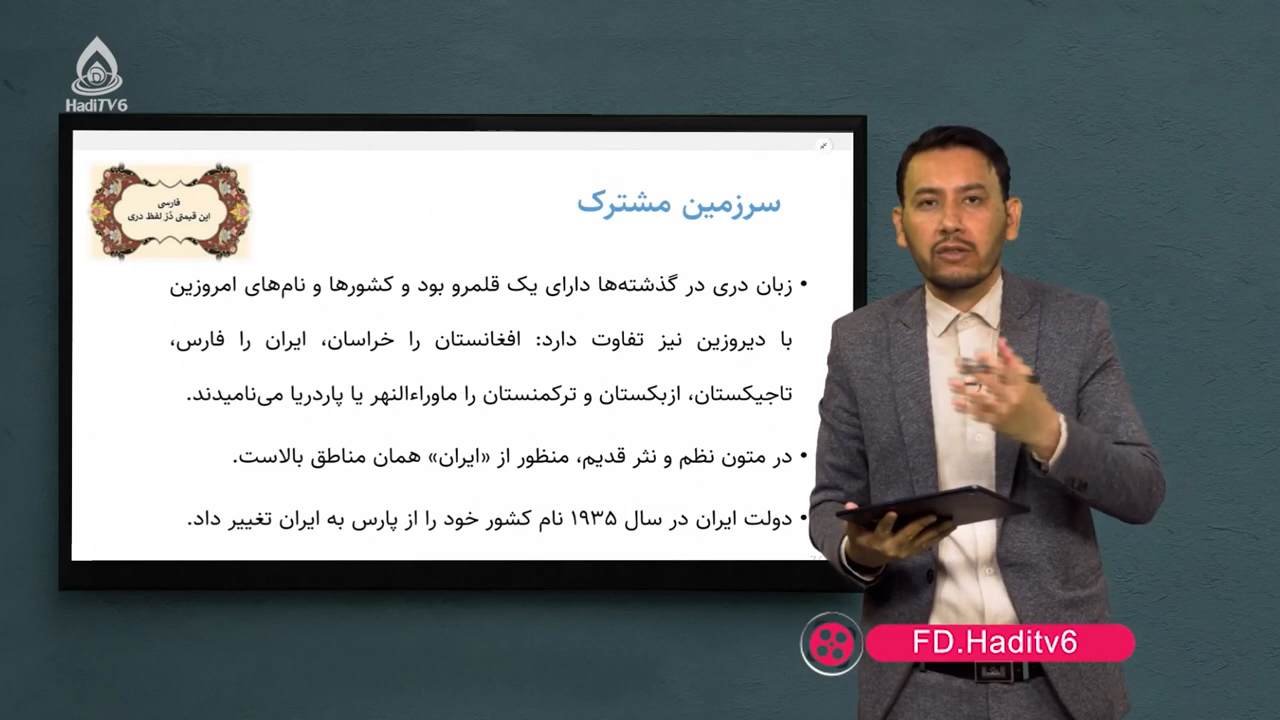 HadiTV6
فارسی
این قیمتی دُرّ لفظ دری
سرزمین مشترک
• زبان دری در گذشته‌ها دارای یک قلمرو بود و کشورها و نام‌های امروزین
با دیروزین نیز تفاوت دارد: افغانستان را خراسان، ایران را فارس،
تاجیکستان، ازبکستان و ترکمنستان را ماوراءالنهر یا پاردریا می‌نامیدند.
• در متون نظم و نثر قدیم، منظور از «ایران» همان مناطق بالاست.
• دولت ایران در سال ۱۹۳۵ نام کشور خود را از پارس به ایران تغییر داد.
FD.Haditv6